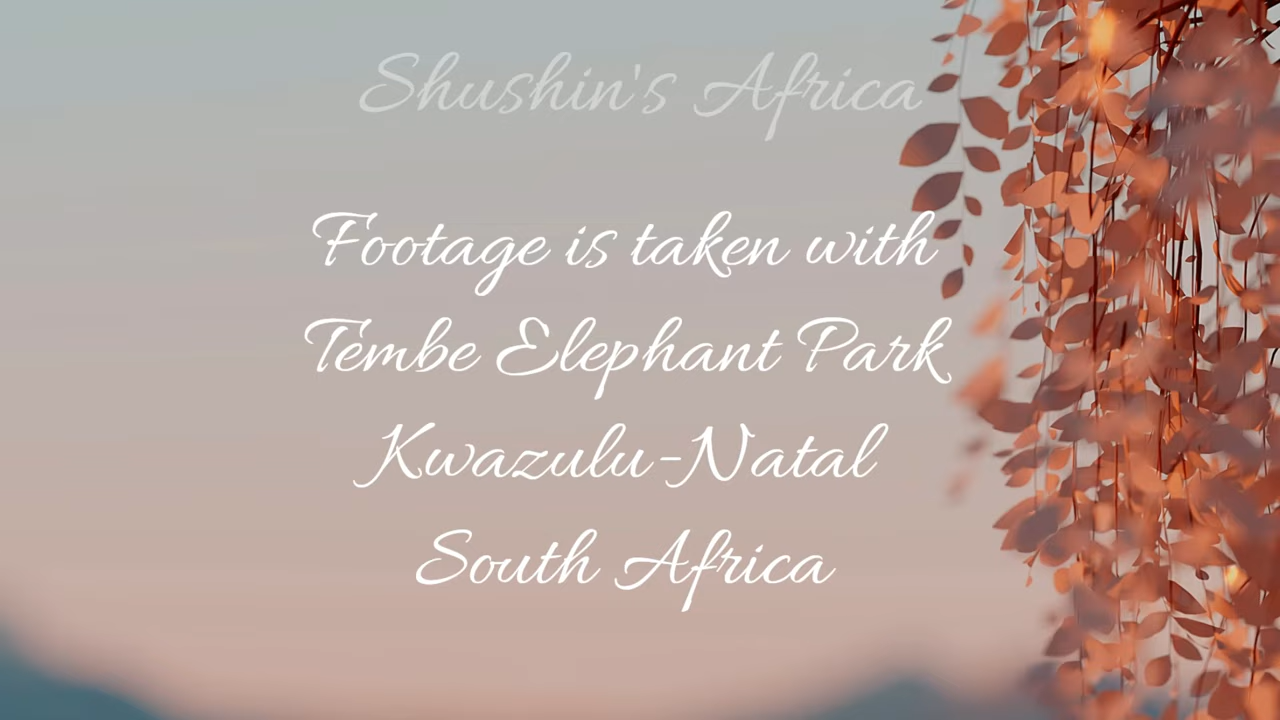 Shushin's Africa
Footage is taken with
Tembe Elephant Park
Kwazulu-Natal
South Africa